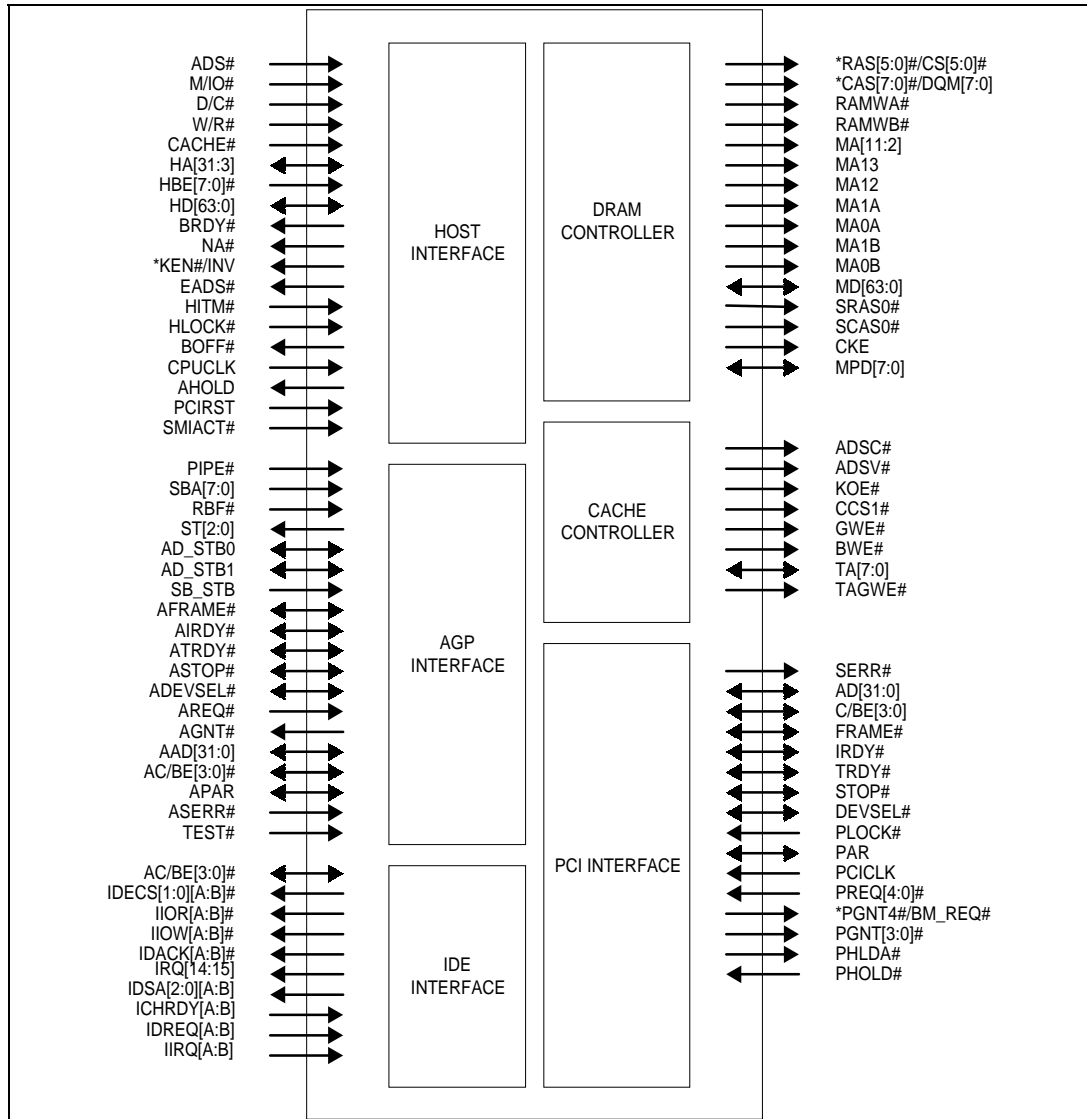 ADS#
M/IO#
D/C#
W/R#
CACHE#
HA[31:3]
HBE[7:0]#
HD[63:0]
BRDY#
NA#
*KEN#/INV
EADS#
HITM#
HLOCK#
BOFF#
CPUCLK
AHOLD
PCIRST
SMIACT#
PIPE#
SBA[7:0]
RBF#
ST[2:0]
AD_STB0
AD_STB1
SB_STB
AFRAME#
AIRDY#
ATRDY#
ASTOP#
ADEVSEL#
AREQ#
AGNT#
AAD[31:0]
AC/BE[3:0]#
APAR
ASERR#
TEST#
AC/BE[3:0]#
IDECS[1:0][A:B]#
IIOR[A:B]#
IIOW[A:B]#
IDACK[A:B]#
IRQ[14:15]
IDSA[2:0][A:B]
ICHRDY[A:B]
IDREQ[A:B]
IIRQ[A:B]
HOST
INTERFACE
AGP
INTERFACE
IDE
INTERFACE
DRAM
CONTROLLER
CACHE
CONTROLLER
PCI INTERFACE
*RAS[5:0]#/CS[5:0]#
*CAS[7:0]#/DQM[7:0]
RAMWA#
RAMWB#
MA[11:2]
MA13
MA12
MA1A
MA0A
MA1B
MA0B
MD[63:0]
SRAS0#
SCAS0#
CKE
MPD[7:0]
ADSC#
ADSV#
KOE#
CCS1#
GWE#
BWE#
TA[7:0]
TAGWE#
SERR#
AD[31:0]
C/BE[3:0]
FRAME#
IRDY#
TRDY#
STOP#
DEVSEL#
PLOCK#
PAR
PCICLK
PREQ[4:0]#
*PGNT4#/BM_REQ#
PGNT[3:0]#
PHLDA#
PHOLD#